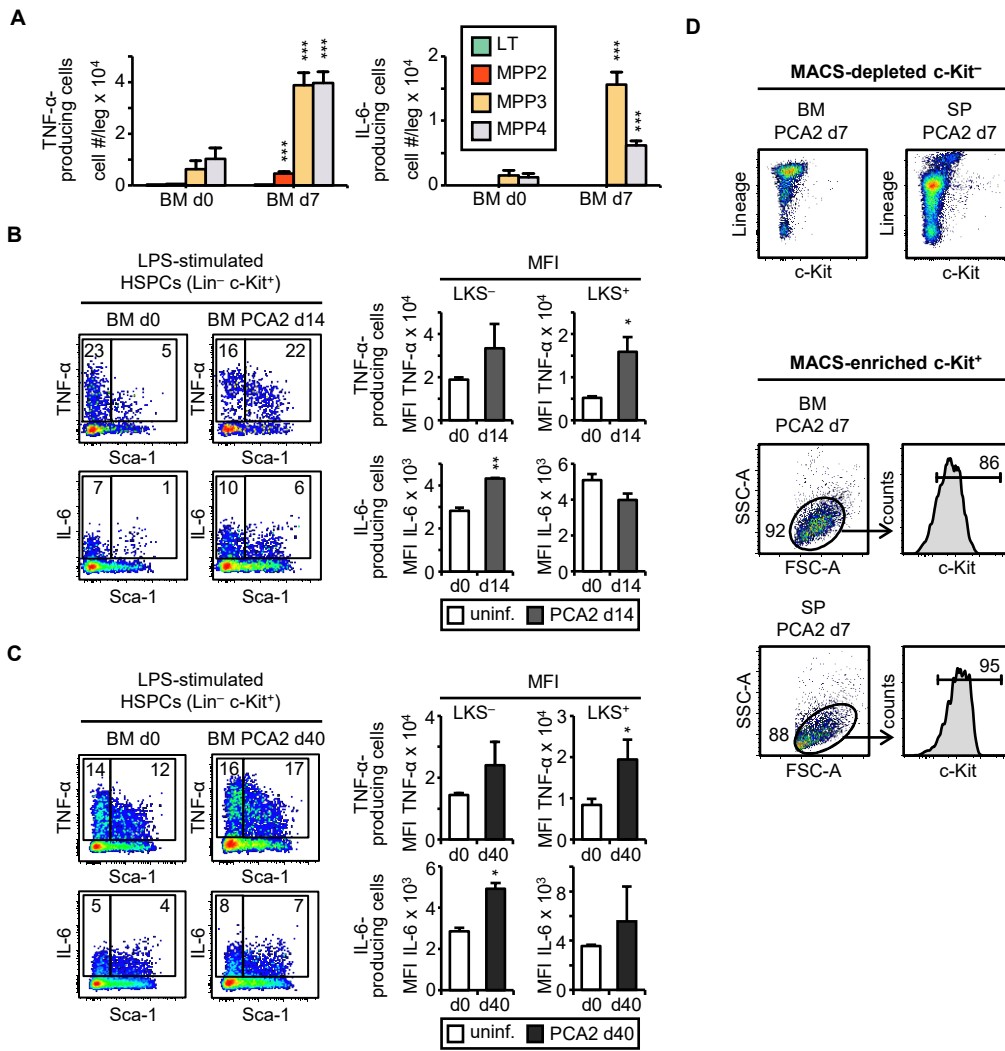 A
TNF-α-
producing cells
cell #/leg x 10⁴
4
2
0
BM d0
BM d7
***
***
***
IL-6-
producing cells
cell #/leg x 10⁴
2
1
0
BM d0
BM d7
***
***
LT
MPP2
MPP3
MPP4
B
LPS-stimulated
HSPCs (Lin⁻ c-Kit⁺)
BM d0
BM PCA2 d14
TNF-α
23
5
Sca-1
TNF-α
16
22
Sca-1
IL-6
7
1
Sca-1
IL-6
10
6
Sca-1
MFI
LKS⁻
LKS⁺
TNF-α-
producing cells
MFI TNF-α x 10⁴
4
2
0
d0 d14
MFI TNF-α x 10⁴
2
1
0
*
d0 d14
IL-6-
producing cells
MFI IL-6 x 10³
4
2
0
**
d0 d14
MFI IL-6 x 10³
6
4
2
0
d0 d14
uninf.
PCA2 d14
C
LPS-stimulated
HSPCs (Lin⁻ c-Kit⁺)
BM d0
BM PCA2 d40
TNF-α
14
12
Sca-1
TNF-α
16
17
Sca-1
IL-6
5
4
Sca-1
IL-6
8
7
Sca-1
MFI
LKS⁻
LKS⁺
TNF-α-
producing cells
MFI TNF-α x 10⁴
4
2
0
d0 d40
MFI TNF-α x 10⁴
3
2
1
0
*
d0 d40
IL-6-
producing cells
MFI IL-6 x 10³
6
4
2
0
*
d0 d40
MFI IL-6 x 10³
9
6
3
0
d0 d40
uninf.
PCA2 d40
D
MACS-depleted c-Kit⁻
BM
PCA2 d7
SP
PCA2 d7
Lineage
c-Kit
Lineage
c-Kit
MACS-enriched c-Kit⁺
BM
PCA2 d7
SSC-A
92
FSC-A
counts
86
c-Kit
SP
PCA2 d7
SSC-A
88
FSC-A
counts
95
c-Kit